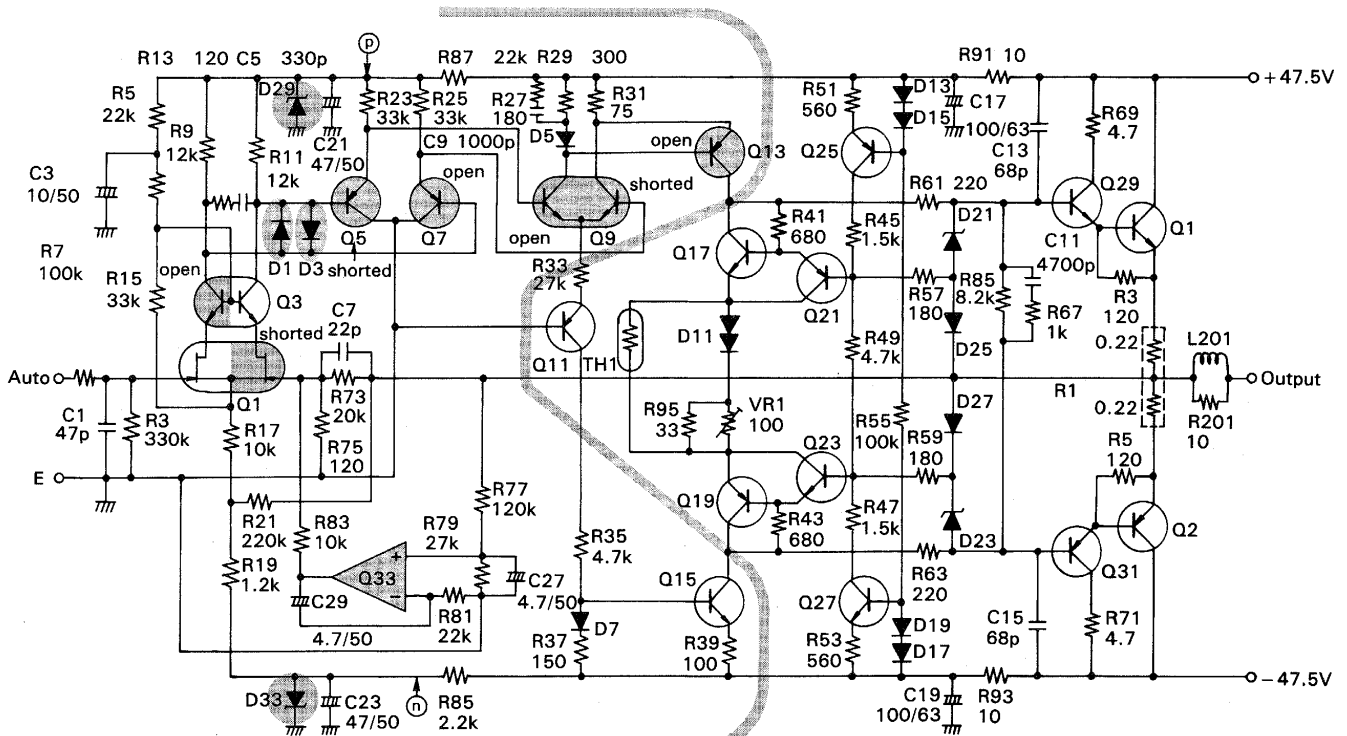 p
R13 120 C5 330p R87 22k R29 300 R91 10
+47.5V
R5
22k
D29
R23
33k
R25
33k
R27
180
R31
75
R51
560
D13
D15
C17
100/63
R69
4.7
R9
12k
C21
47/50
C9 1000p
D5
open
Q13
Q25
C13
68p
C3
10/50
R11
12k
open
shorted
R61 220
Q29
D21
Q5
Q7
open
Q9
R41
680
R45
1.5k
Q1
R7
100k
D1
D3
shorted
Q17
C11
4700p
R15
33k
open
Q3
R33
27k
Q21
R57
180
R85
8.2k
R3
120
shorted
C7
22p
Q11
TH1
D11
R49
4.7k
D25
R67
1k
0.22
L201
Auto
Output
Q1
R73
20k
R1
C1
47p
R3
330k
R17
10k
R75
120
R95
33
VR1
100
R55
100k
D27
0.22
R201
10
E
Q23
R59
180
R5
120
R21
220k
R83
10k
R77
120k
Q19
R43
680
R47
1.5k
Q2
R79
27k
R35
4.7k
D23
R19
1.2k
Q33
+
−
C27
4.7/50
Q15
R63
220
Q31
C29
4.7/50
R81
22k
Q27
D7
R37
150
R39
100
R53
560
D19
D17
C15
68p
R71
4.7
D33
C23
47/50
n
R85
2.2k
C19
100/63
R93
10
−47.5V